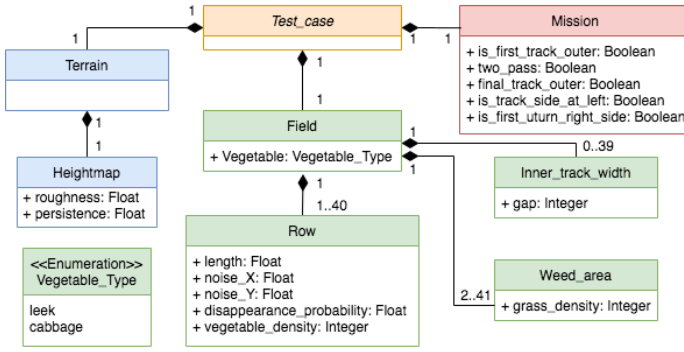 Test_case
1
1
1
1
1
1
Terrain
1
1
Heightmap
+ roughness: Float
+ persistence: Float
Mission
+ is_first_track_outer: Boolean
+ two_pass: Boolean
+ final_track_outer: Boolean
+ is_track_side_at_left: Boolean
+ is_first_uturn_right_side: Boolean
Field
+ Vegetable: Vegetable_Type
1
0..39
1
2..41
1
1..40
Inner_track_width
+ gap: Integer
Row
+ length: Float
+ noise_X: Float
+ noise_Y: Float
+ disappearance_probability: Float
+ vegetable_density: Integer
Weed_area
+ grass_density: Integer
<<Enumeration>>
Vegetable_Type
leek
cabbage